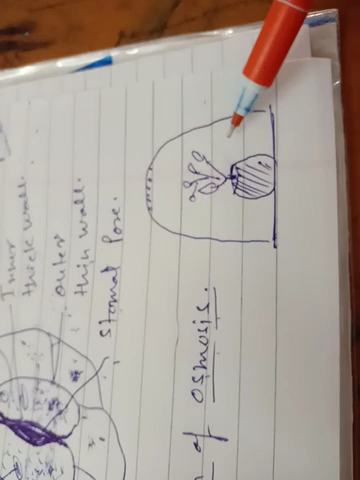 Inner
thick wall.
outer
thin wall.
Stomal Pore.
of osmosis.